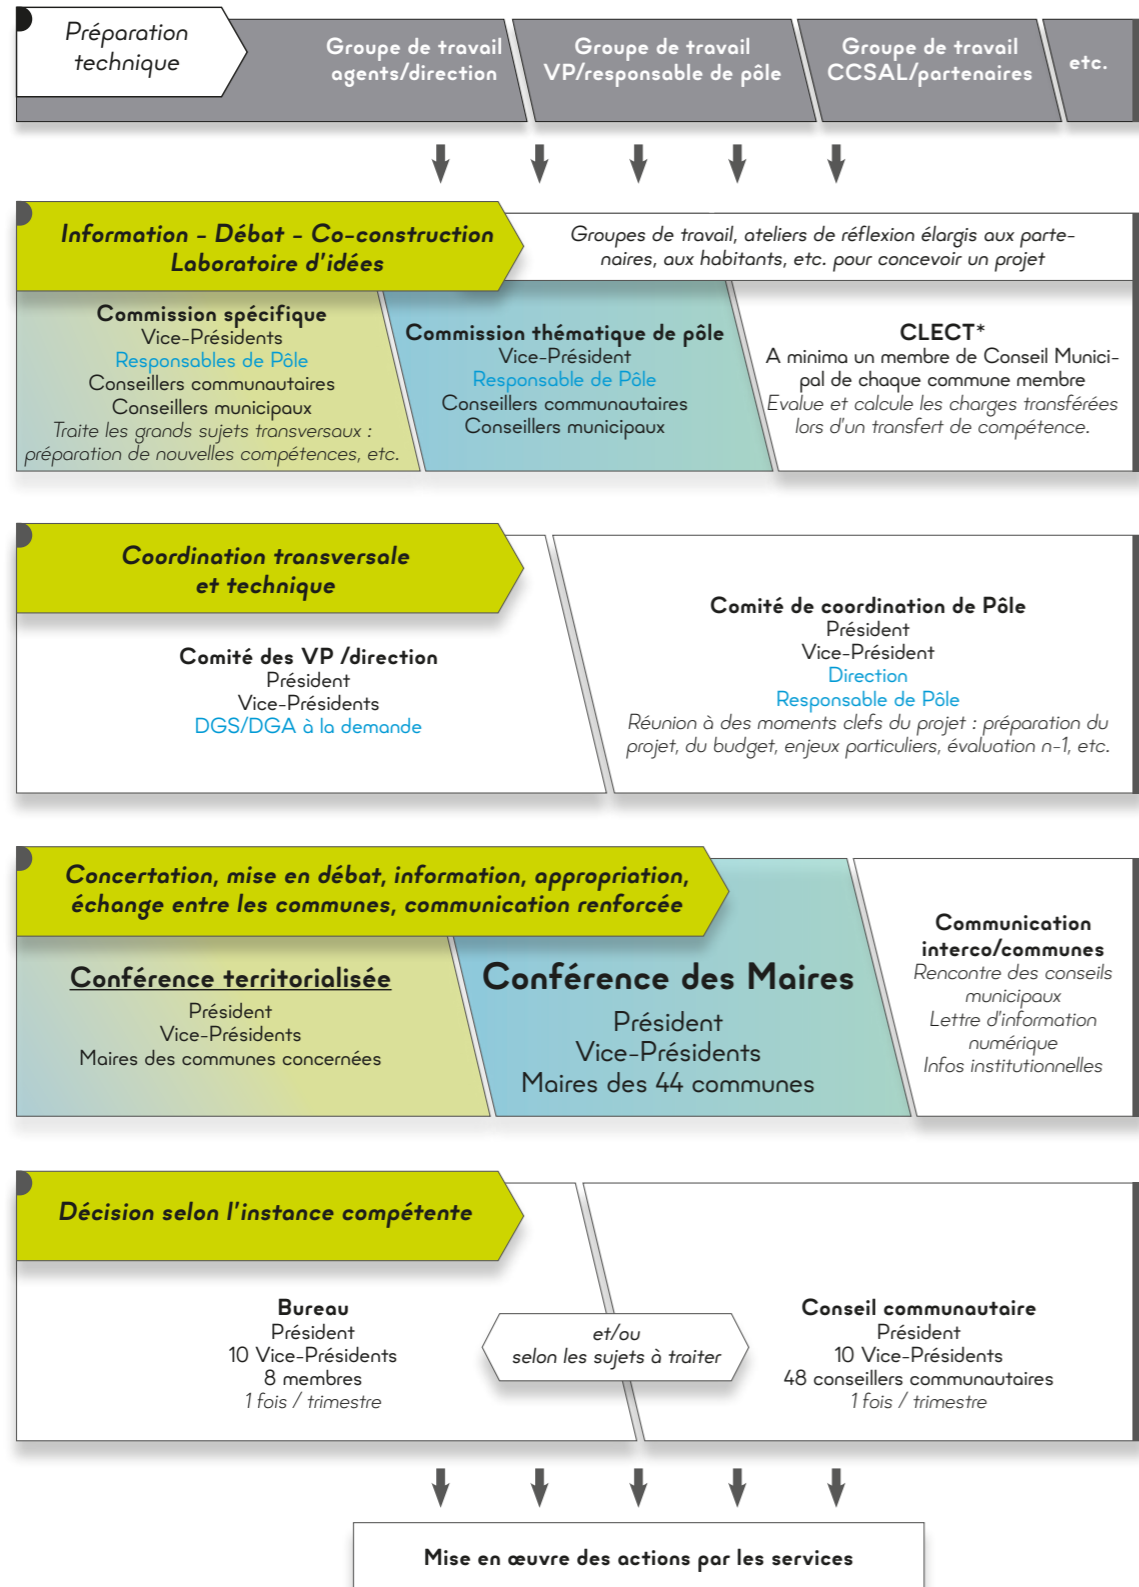 Préparation
technique
Groupe de travail
agents/direction
Groupe de travail
VP/responsable de pôle
Groupe de travail
CCSAL/partenaires
etc.
Information - Débat - Co-construction
Laboratoire d'idées
Groupes de travail, ateliers de réflexion élargis aux parte-
naires, aux habitants, etc. pour concevoir un projet
Commission spécifique
Vice-Présidents
Responsables de Pôle
Conseillers communautaires
Conseillers municipaux
Traite les grands sujets transversaux :
préparation de nouvelles compétences, etc.
Commission thématique de pôle
Vice-Président
Responsable de Pôle
Conseillers communautaires
Conseillers municipaux
CLECT*
A minima un membre de Conseil Munici-
pal de chaque commune membre
Evalue et calcule les charges transférées
lors d'un transfert de compétence.
Coordination transversale
et technique
Comité des VP /direction
Président
Vice-Présidents
DGS/DGA à la demande
Comité de coordination de Pôle
Président
Vice-Président
Direction
Responsable de Pôle
Réunion à des moments clefs du projet : préparation du
projet, du budget, enjeux particuliers, évaluation n-1, etc.
Concertation, mise en débat, information, appropriation,
échange entre les communes, communication renforcée
Conférence territorialisée
Président
Vice-Présidents
Maires des communes concernées
Conférence des Maires
Président
Vice-Présidents
Maires des 44 communes
Communication
interco/communes
Rencontre des conseils
municipaux
Lettre d'information
numérique
Infos institutionnelles
Décision selon l'instance compétente
Bureau
Président
10 Vice-Présidents
8 membres
1 fois / trimestre
et/ou
selon les sujets à traiter
Conseil communautaire
Président
10 Vice-Présidents
48 conseillers communautaires
1 fois / trimestre
Mise en œuvre des actions par les services